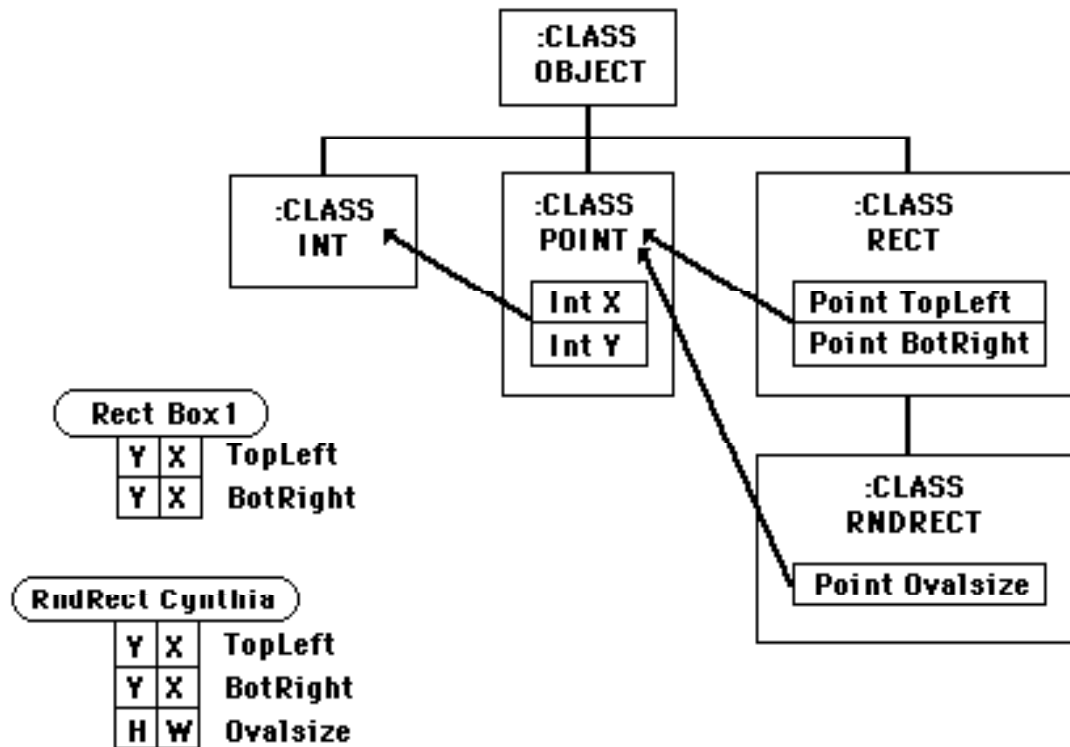 :CLASS
OBJECT
:CLASS
INT
:CLASS
POINT
Int X
Int Y
:CLASS
RECT
Point TopLeft
Point BotRight
:CLASS
RNDRECT
Point Ovalsize
Rect Box1
Y X TopLeft
Y X BotRight
RndRect Cynthia
Y X TopLeft
Y X BotRight
H W Ovalsize